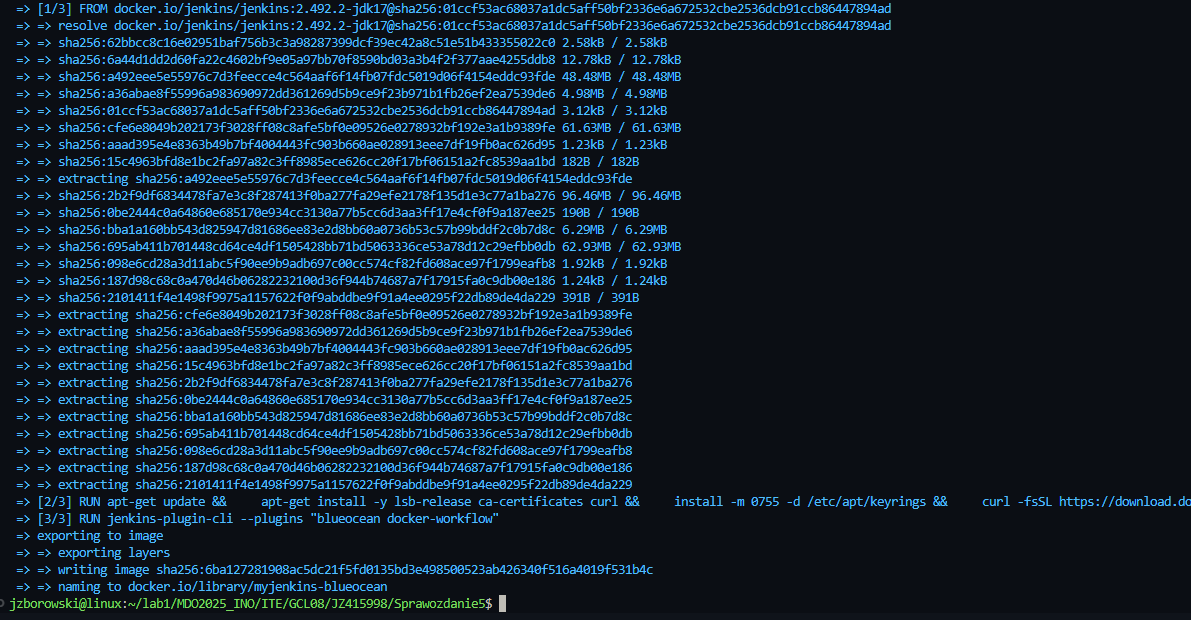 => [1/3] FROM docker.io/jenkins/jenkins:2.492.2-jdk17@sha256:01ccf53ac68037a1dc5aff50bf2336e6a672532cbe2536dcb91ccb86447894ad
=> => resolve docker.io/jenkins/jenkins:2.492.2-jdk17@sha256:01ccf53ac68037a1dc5aff50bf2336e6a672532cbe2536dcb91ccb86447894ad
=> => sha256:62bbcc8c16e02951baf756b3c3a98287399dcf39ec42a8c51e51b433355022c0 2.58kB / 2.58kB
=> => sha256:6a44d1dd2d60fa22c4602bf9e05a97bb70f8590bd03a3b4f2f377aae4255ddb8 12.78kB / 12.78kB
=> => sha256:a492eee5e55976c7d3feecce4c564aaf6f14fb07fdc5019d06f4154eddc93fde 48.48MB / 48.48MB
=> => sha256:a36abae8f55996a983690972dd361269d5b9ce9f23b971b1fb26ef2ea7539de6 4.98MB / 4.98MB
=> => sha256:01ccf53ac68037a1dc5aff50bf2336e6a672532cbe2536dcb91ccb86447894ad 3.12kB / 3.12kB
=> => sha256:cfe6e8049b202173f3028ff08c8afe5bf0e09526e0278932bf192e3a1b9389fe 61.63MB / 61.63MB
=> => sha256:aaad395e4e8363b49b7bf4004443fc903b660ae028913eee7df19fb0ac626d95 1.23kB / 1.23kB
=> => sha256:15c4963bfd8e1bc2fa97a82c3ff8985ece626cc20f17bf06151a2fc8539aa1bd 182B / 182B
=> => extracting sha256:a492eee5e55976c7d3feecce4c564aaf6f14fb07fdc5019d06f4154eddc93fde
=> => sha256:2b2f9df6834478fa7e3c8f287413f0ba277fa29efe2178f135d1e3c77a1ba276 96.46MB / 96.46MB
=> => sha256:0be2444c0a64860e685170e934cc3130a77b5cc6d3aa3ff17e4cf0f9a187ee25 190B / 190B
=> => sha256:bba1a160bb543d825947d81686ee83e2d8bb60a0736b53c57b99bddf2c0b7d8c 6.29MB / 6.29MB
=> => sha256:695ab411b701448cd64ce4df1505428bb71bd5063336ce53a78d12c29efbb0db 62.93MB / 62.93MB
=> => sha256:098e6cd28a3d11abc5f90ee9b9adb697c00cc574cf82fd608ace97f1799eafb8 1.92kB / 1.92kB
=> => sha256:187d98c68c0a470d46b06282232100d36f944b74687a7f17915fa0c9db00e186 1.24kB / 1.24kB
=> => sha256:2101411f4e1498f9975a1157622f0f9abddbe9f91a4ee0295f22db89de4da229 391B / 391B
=> => extracting sha256:cfe6e8049b202173f3028ff08c8afe5bf0e09526e0278932bf192e3a1b9389fe
=> => extracting sha256:a36abae8f55996a983690972dd361269d5b9ce9f23b971b1fb26ef2ea7539de6
=> => extracting sha256:aaad395e4e8363b49b7bf4004443fc903b660ae028913eee7df19fb0ac626d95
=> => extracting sha256:15c4963bfd8e1bc2fa97a82c3ff8985ece626cc20f17bf06151a2fc8539aa1bd
=> => extracting sha256:2b2f9df6834478fa7e3c8f287413f0ba277fa29efe2178f135d1e3c77a1ba276
=> => extracting sha256:0be2444c0a64860e685170e934cc3130a77b5cc6d3aa3ff17e4cf0f9a187ee25
=> => extracting sha256:bba1a160bb543d825947d81686ee83e2d8bb60a0736b53c57b99bddf2c0b7d8c
=> => extracting sha256:695ab411b701448cd64ce4df1505428bb71bd5063336ce53a78d12c29efbb0db
=> => extracting sha256:098e6cd28a3d11abc5f90ee9b9adb697c00cc574cf82fd608ace97f1799eafb8
=> => extracting sha256:187d98c68c0a470d46b06282232100d36f944b74687a7f17915fa0c9db00e186
=> => extracting sha256:2101411f4e1498f9975a1157622f0f9abddbe9f91a4ee0295f22db89de4da229
=> [2/3] RUN apt-get update &&     apt-get install -y lsb-release ca-certificates curl &&     install -m 0755 -d /etc/apt/keyrings &&     curl -fsSL https://download.do
=> [3/3] RUN jenkins-plugin-cli --plugins "blueocean docker-workflow"
=> exporting to image
=> => exporting layers
=> => writing image sha256:6ba127281908ac5dc21f5fd0135bd3e498500523ab426340f516a4019f531b4c
=> => naming to docker.io/library/myjenkins-blueocean
jzborowski@linux:~/lab1/MDO2025_INO/ITE/GCL08/JZ415998/Sprawozdanie5$